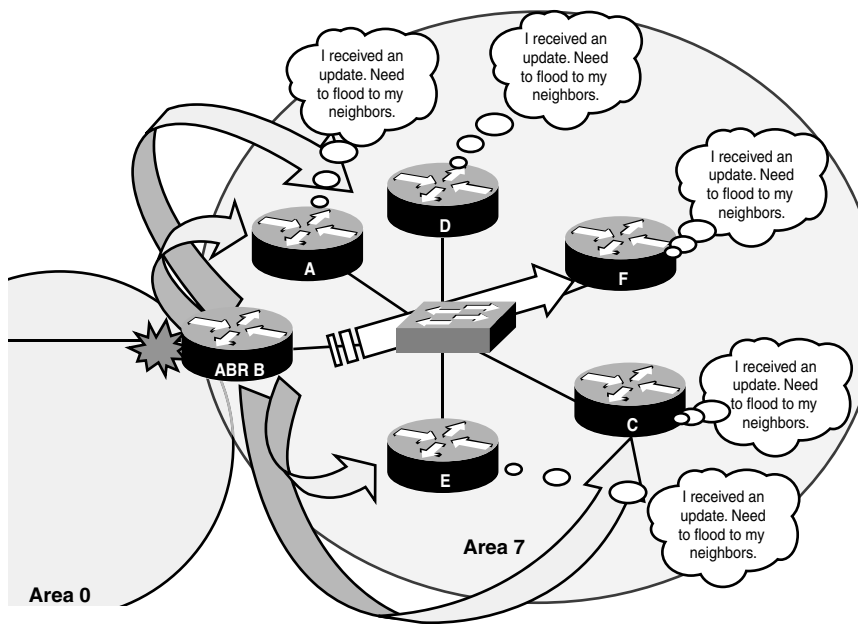 I received an
update. Need
to flood to my
neighbors.
I received an
update. Need
to flood to my
neighbors.
I received an
update. Need
to flood to my
neighbors.
D
A
F
ABR B
I received an
update. Need
to flood to my
neighbors.
C
E
I received an
update. Need
to flood to my
neighbors.
Area 7
Area 0